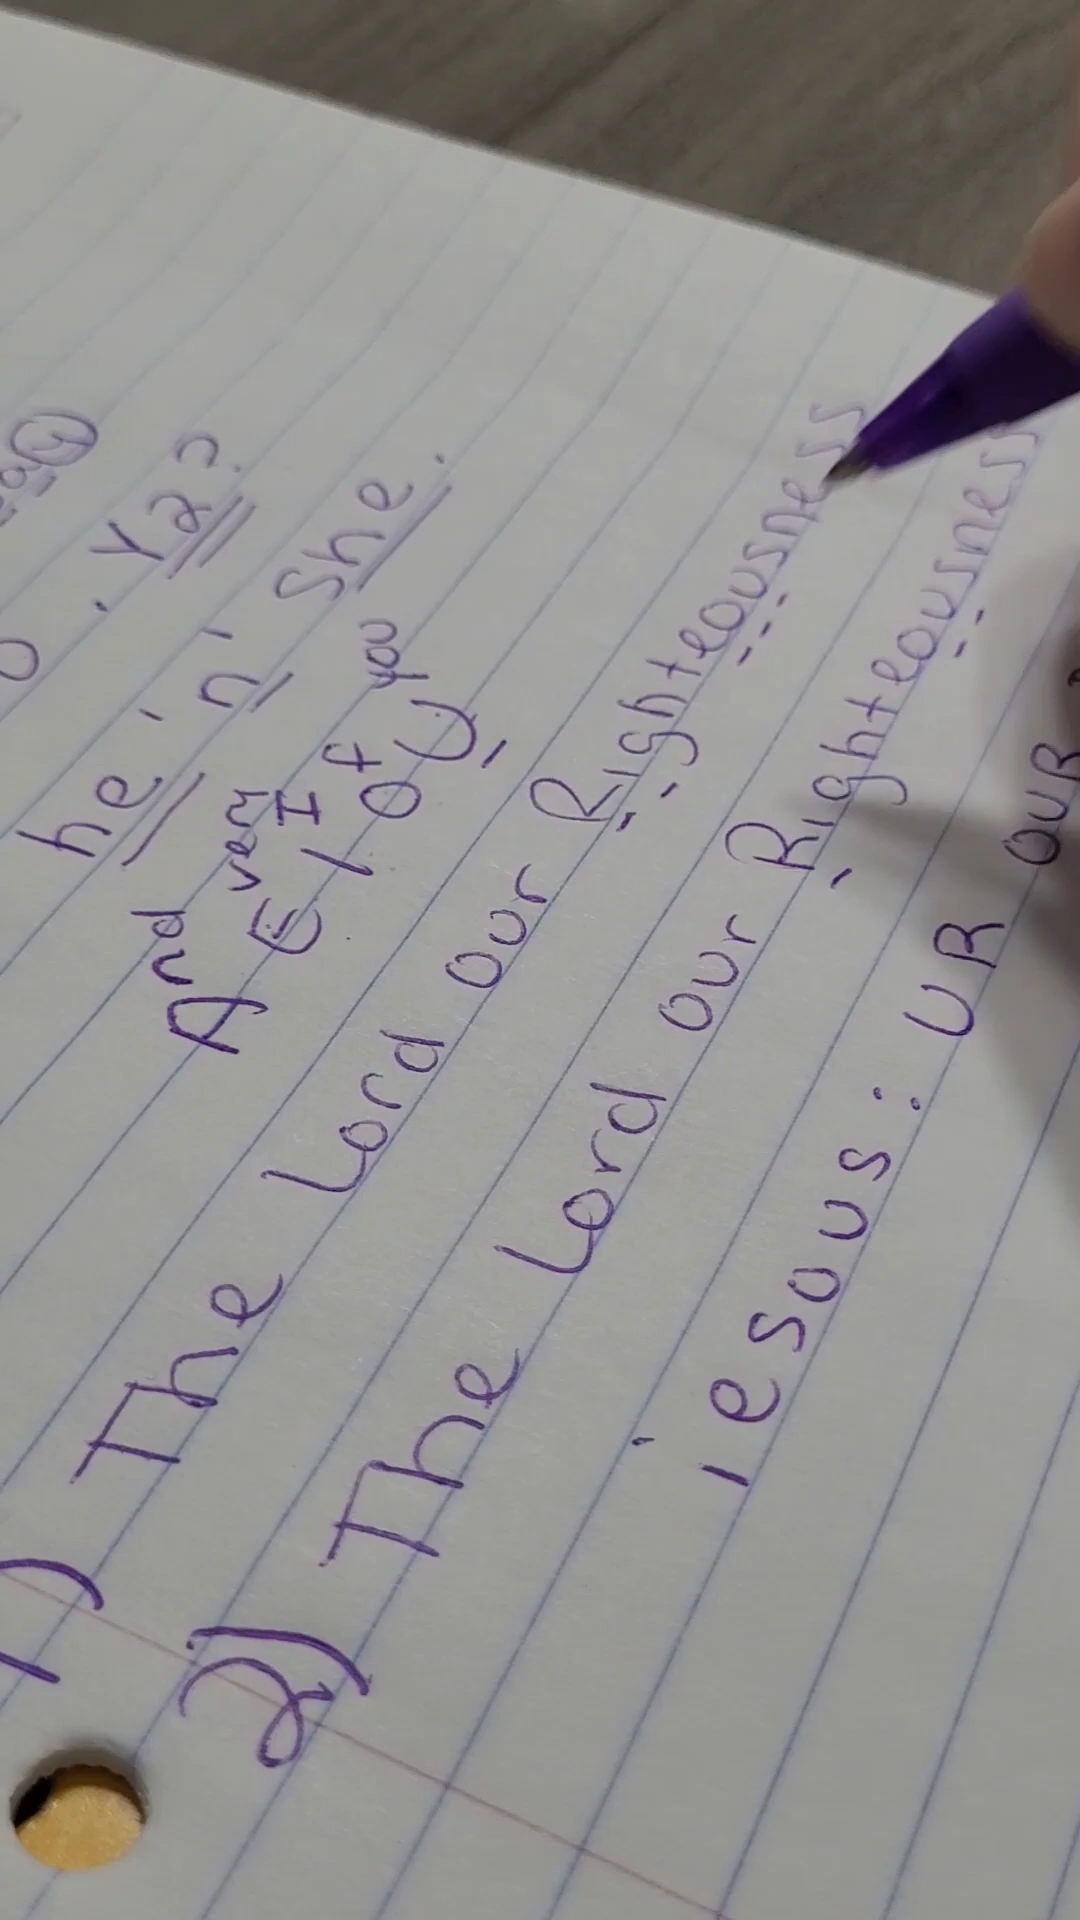 . Y2?
he' n' She.
And Every I Of U you
1) The Lord our Righteousness
2) The Lord our Righteousness
iesous: UR OUR